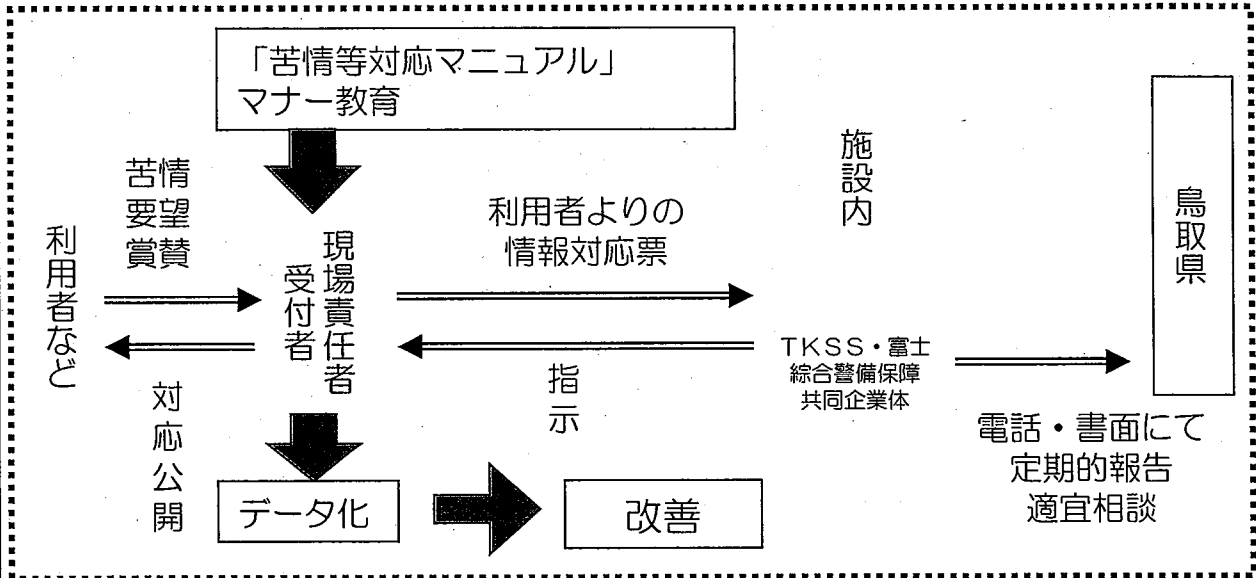 「苦情等対応マニュアル」
マナー教育
苦情
要望
賞賛
利用者など
現場責任者
受付者
利用者よりの
情報対応票
施設内
鳥取県
TKSS・富士
綜合警備保障
共同企業体
指示
対応公開
電話・書面にて
定期的報告
適宜相談
データ化
改善